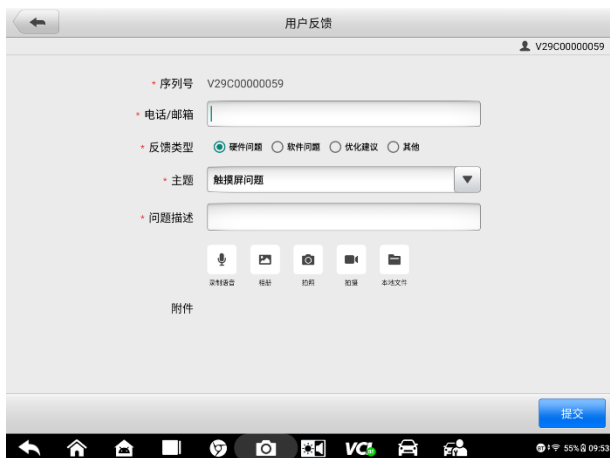 用户反馈
V29C00000059
* 序列号 V29C00000059
* 电话/邮箱
* 反馈类型 硬件问题 软件问题 优化建议 其他
* 主题 触摸屏问题
* 问题描述
录制语音 相册 拍照 拍摄 本地文件
附件
提交
VCI 55% 09:53